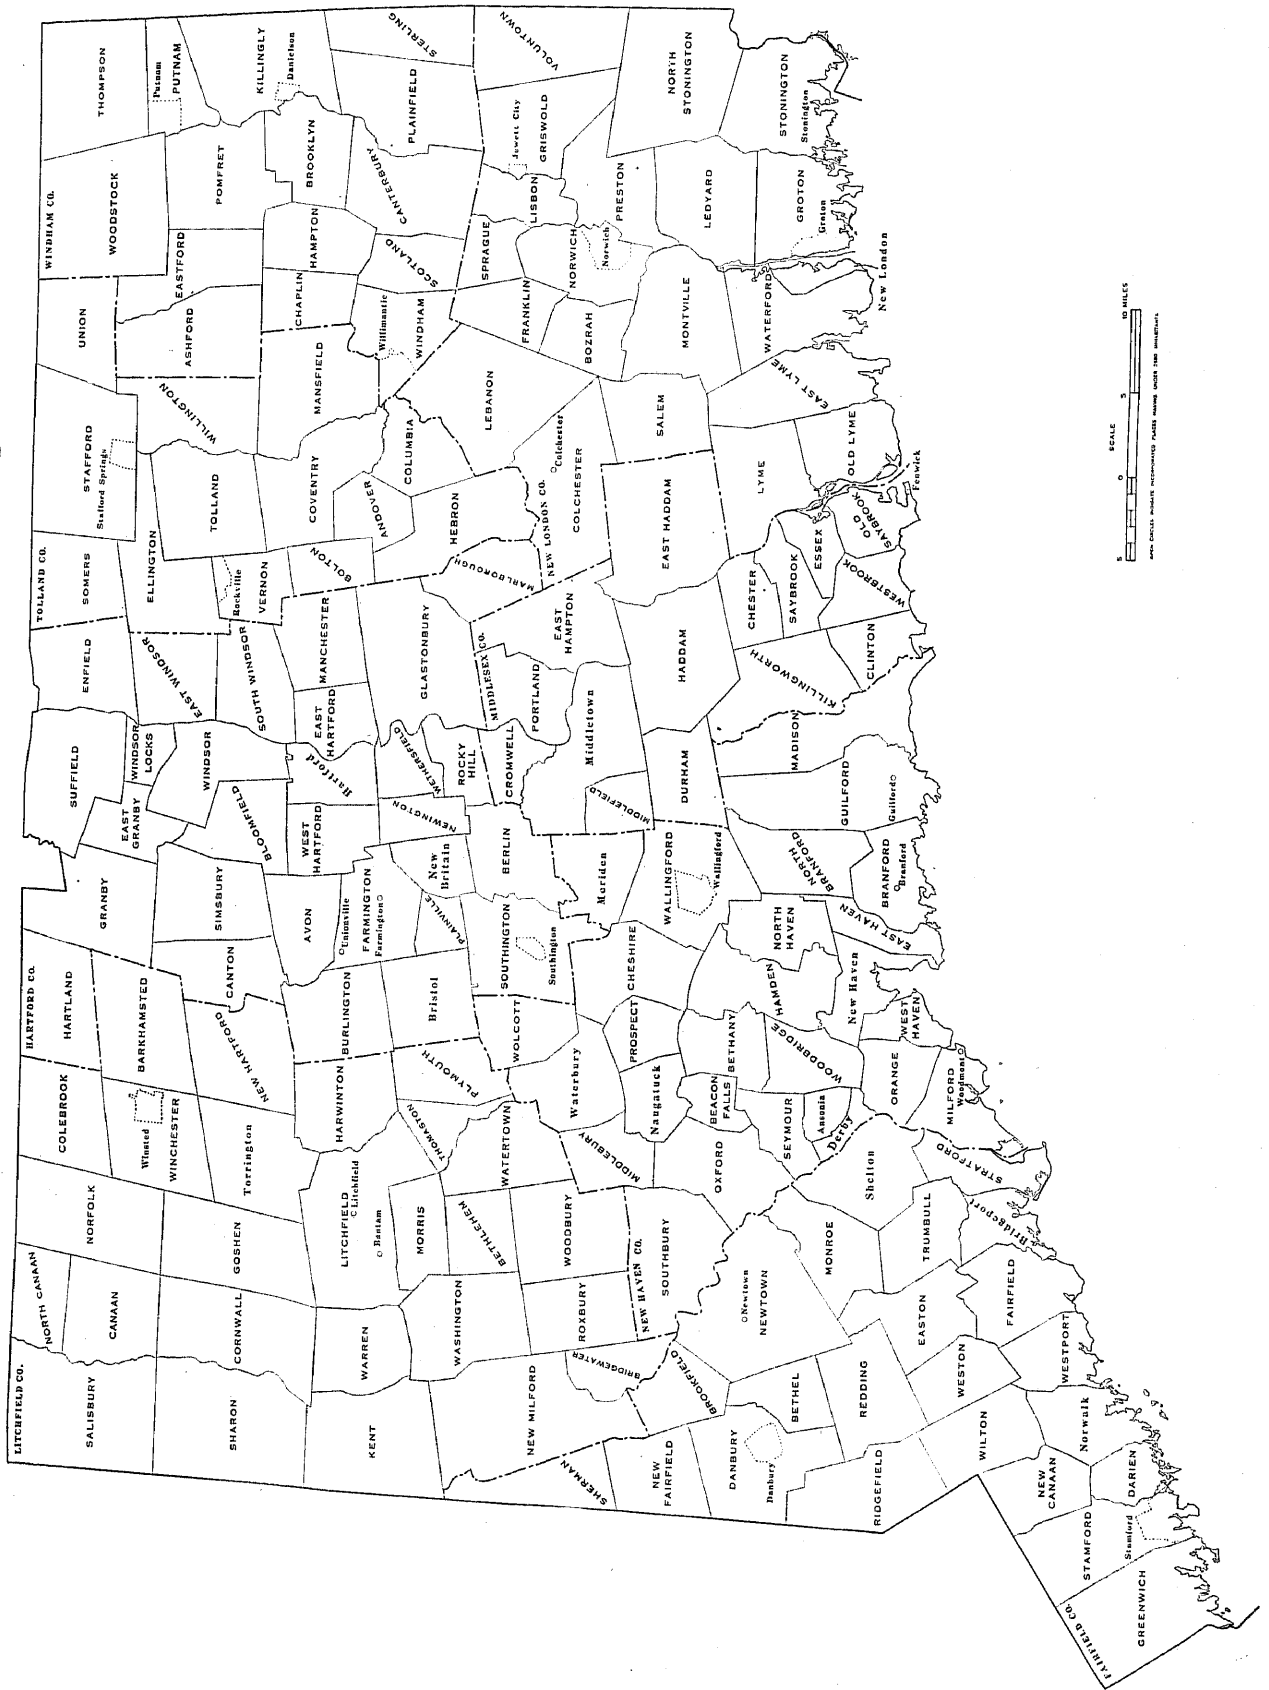 LITCHFIELD CO.
SALISBURY
NORTH CANAAN
CANAAN
NORFOLK
COLEBROOK
HARTFORD CO.
HARTLAND
GRANBY
SUFFIELD
EAST
GRANBY
WINDSOR
LOCKS
ENFIELD
TOLLAND CO.
SOMERS
STAFFORD
Stafford Springs
UNION
WINDHAM CO.
WOODSTOCK
THOMPSON
SHARON
CORNWALL
GOSHEN
Winsted
WINCHESTER
Torrington
BARKHAMSTED
NEW HARTFORD
CANTON
SIMSBURY
BLOOMFIELD
WINDSOR
EAST WINDSOR
SOUTH WINDSOR
ELLINGTON
Rockville
VERNON
TOLLAND
WILLINGTON
ASHFORD
EASTFORD
POMFRET
Putnam
PUTNAM
KILLINGLY
Danielson
KENT
WARREN
LITCHFIELD
Litchfield
Bantam
MORRIS
HARWINTON
BURLINGTON
AVON
Unionville
FARMINGTON
Farmington
WEST
HARTFORD
Hartford
EAST
HARTFORD
MANCHESTER
BOLTON
COVENTRY
ANDOVER
MANSFIELD
CHAPLIN
HAMPTON
BROOKLYN
CANTERBURY
PLAINFIELD
STERLING
NEW MILFORD
WASHINGTON
BETHLEHEM
THOMASTON
PLYMOUTH
Bristol
PLAINVILLE
New
Britain
NEWINGTON
WETHERSFIELD
ROCKY
HILL
GLASTONBURY
MARLBOROUGH
HEBRON
COLUMBIA
Willimantic
WINDHAM
SCOTLAND
SHERMAN
BRIDGEWATER
ROXBURY
WOODBURY
WATERTOWN
WOLCOTT
SOUTHINGTON
Southington
BERLIN
CROMWELL
MIDDLESEX CO.
PORTLAND
EAST
HAMPTON
NEW LONDON CO.
COLCHESTER
Colchester
LEBANON
FRANKLIN
SPRAGUE
LISBON
Jewett City
GRISWOLD
VOLUNTOWN
NEW
FAIRFIELD
BROOKFIELD
NEW HAVEN CO.
SOUTHBURY
MIDDLEBURY
Waterbury
Naugatuck
PROSPECT
CHESHIRE
Meriden
MIDDLEFIELD
Middletown
BOZRAH
NORWICH
Norwich
PRESTON
NORTH
STONINGTON
DANBURY
Danbury
BETHEL
Newtown
NEWTOWN
OXFORD
BEACON
FALLS
BETHANY
WALLINGFORD
Wallingford
DURHAM
HADDAM
EAST HADDAM
SALEM
MONTVILLE
LEDYARD
RIDGEFIELD
REDDING
MONROE
SEYMOUR
Ansonia
Derby
WOODBRIDGE
HAMDEN
NORTH
HAVEN
NORTH
BRANFORD
MADISON
KILLINGWORTH
CHESTER
SAYBROOK
ESSEX
LYME
EAST LYME
WATERFORD
GROTON
Groton
STONINGTON
Stonington
WILTON
WESTON
EASTON
TRUMBULL
Shelton
ORANGE
WEST
HAVEN
New Haven
EAST HAVEN
BRANFORD
Branford
GUILFORD
Guilford
CLINTON
WESTBROOK
OLD
SAYBROOK
Fenwick
OLD LYME
New London
FAIRFIELD CO.
GREENWICH
STAMFORD
Stamford
NEW
CANAAN
DARIEN
Norwalk
WESTPORT
FAIRFIELD
Bridgeport
STRATFORD
MILFORD
Woodmont
SCALE
5 0 5 10 MILES
OPEN CIRCLES INDICATE INCORPORATED PLACES HAVING UNDER 2500 INHABITANTS